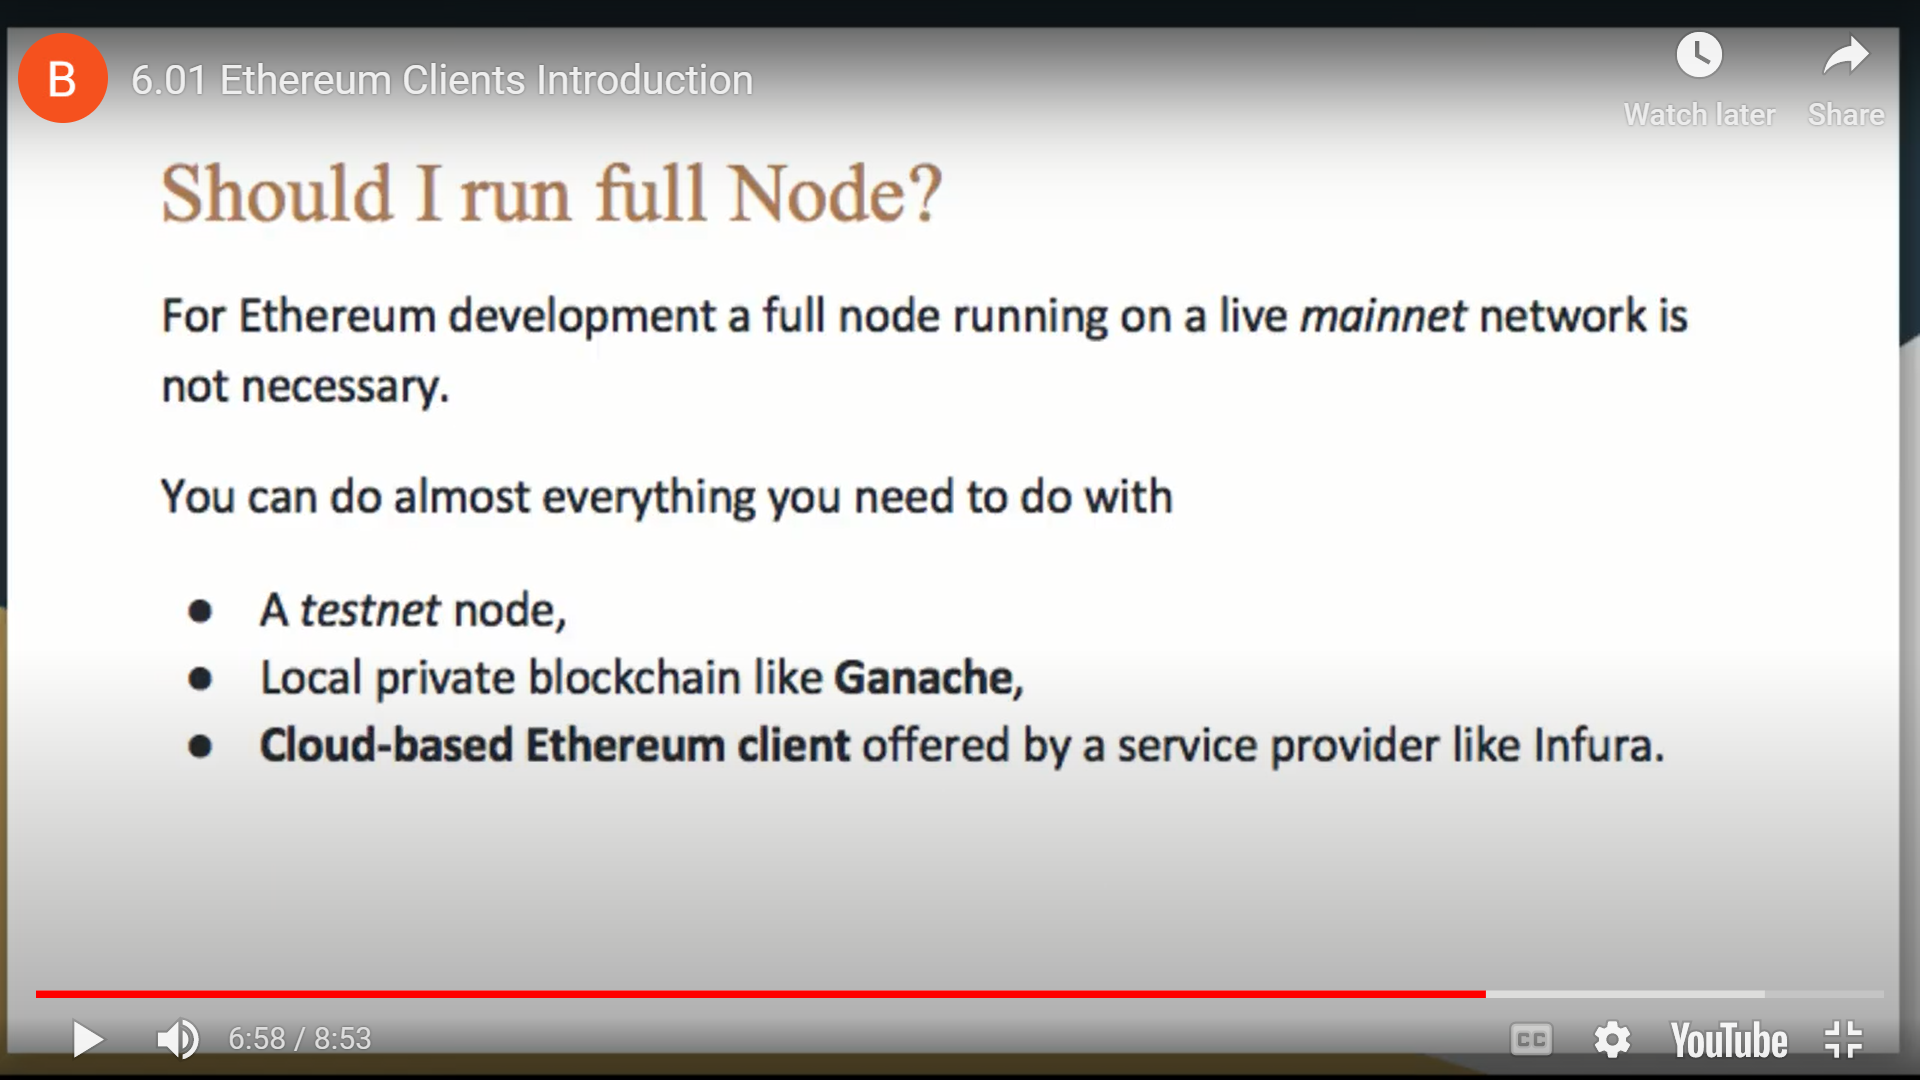 B
6.01 Ethereum Clients Introduction
Watch later
Share
Should I run full Node?
For Ethereum development a full node running on a live mainnet network is
not necessary.
You can do almost everything you need to do with
● A testnet node,
● Local private blockchain like Ganache,
● Cloud-based Ethereum client offered by a service provider like Infura.
6:58 / 8:53
CC
YouTube